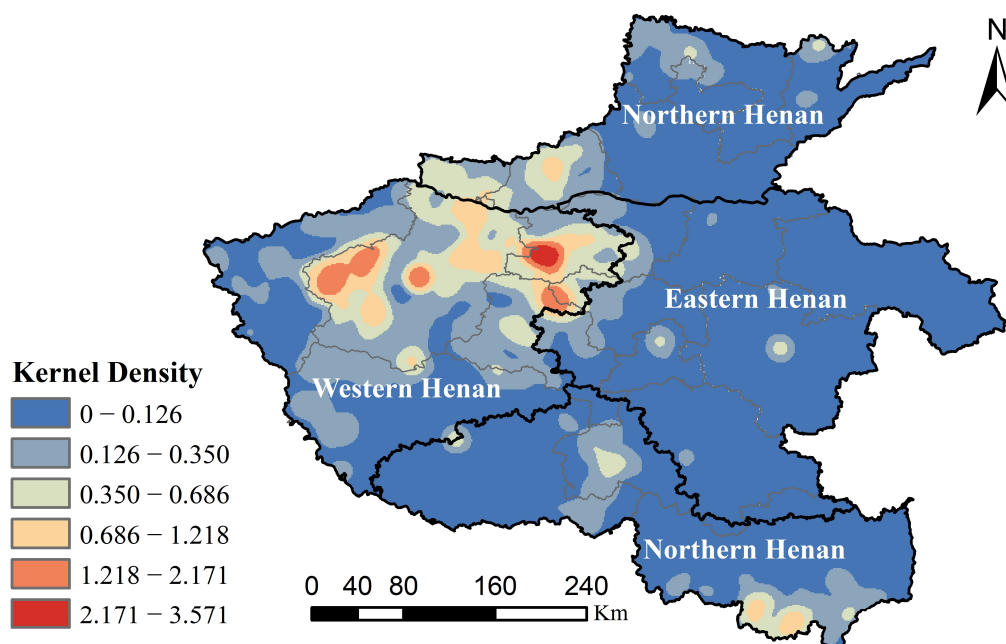 N
Northern Henan
Eastern Henan
Western Henan
Northern Henan
Kernel Density
0 – 0.126
0.126 – 0.350
0.350 – 0.686
0.686 – 1.218
1.218 – 2.171
2.171 – 3.571
0 40 80 160 240
Km